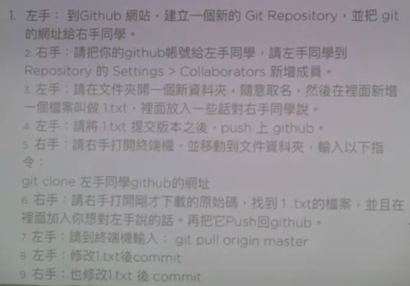 1. 左手： 到Github 網站，建立一個新的 Git Repository，並把 git
的網址給右手同學。
2. 右手：請把你的github帳號給左手同學，請左手同學到
Repository 的 Settings > Collaborators 新增成員。
3. 左手：請在文件夾開一個新資料夾，隨意取名，然後在裡面新增
一個檔案叫做 1.txt，裡面放入一些話對右手同學說。
4. 左手：請將 1.txt 提交版本之後，push 上 github。
5. 右手：請右手打開終端機，並移動到文件資料夾，輸入以下指
令：
git clone 左手同學github的網址
6. 右手：請右手打開剛才下載的原始碼，找到 1 .txt的檔案，並且在
裡面加入你想對左手說的話。再把它Push回github。
7. 左手：請到終端機輸入： git pull origin master
8. 左手：修改1.txt後commit
9. 右手：也修改1.txt 後 commit